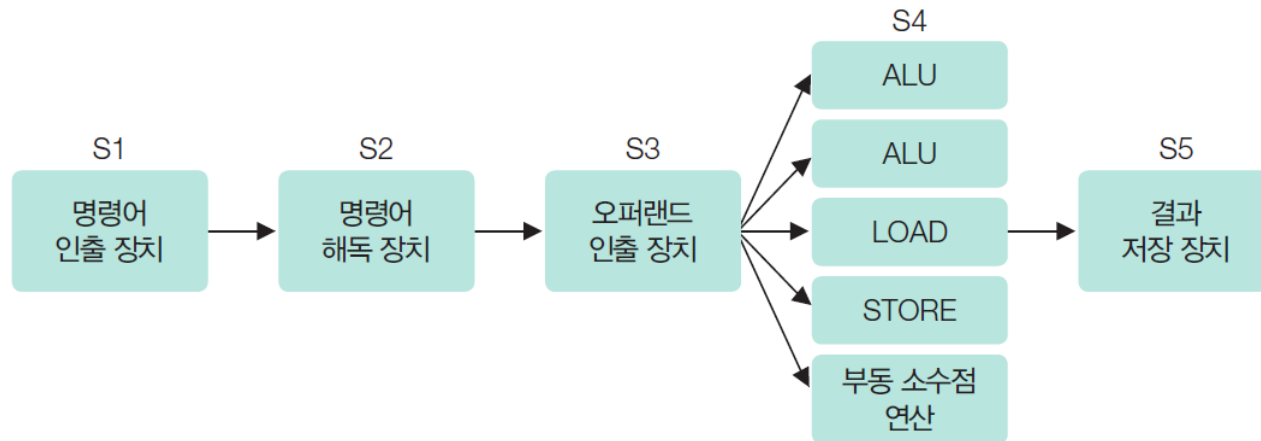 S1
명령어
인출 장치
S2
명령어
해독 장치
S3
오퍼랜드
인출 장치
S4
ALU
ALU
LOAD
STORE
부동 소수점
연산
S5
결과
저장 장치